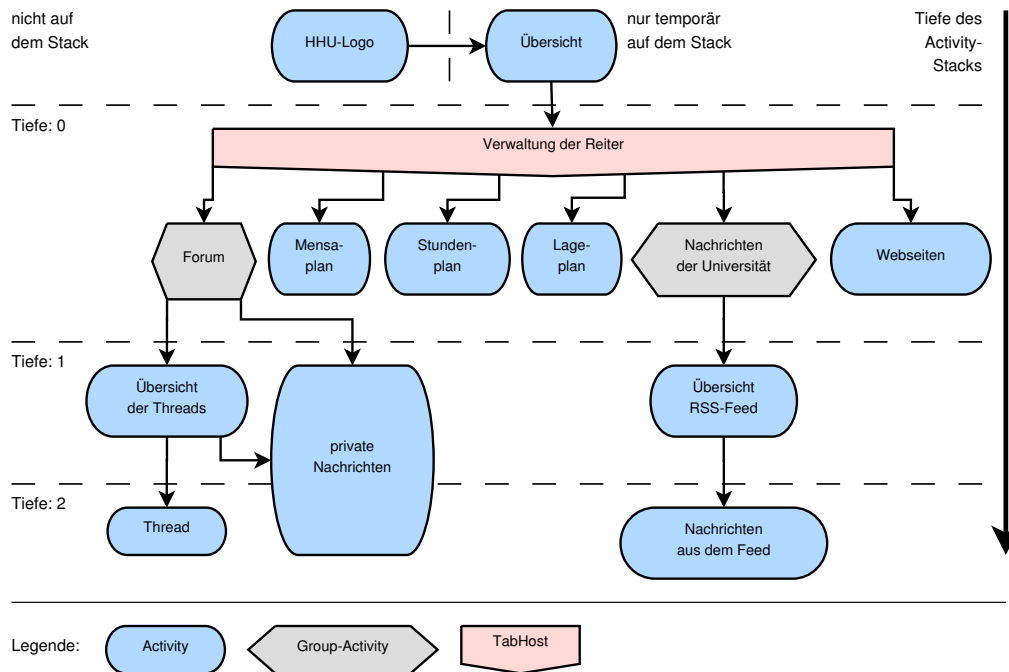 nicht auf
dem Stack
HHU-Logo
Übersicht
nur temporär
auf dem Stack
Tiefe des
Activity-
Stacks
Tiefe: 0
Verwaltung der Reiter
Forum
Mensa-
plan
Stunden-
plan
Lage-
plan
Nachrichten
der Universität
Webseiten
Tiefe: 1
Übersicht
der Threads
private
Nachrichten
Übersicht
RSS-Feed
Tiefe: 2
Thread
Nachrichten
aus dem Feed
Legende:
Activity
Group-Activity
TabHost